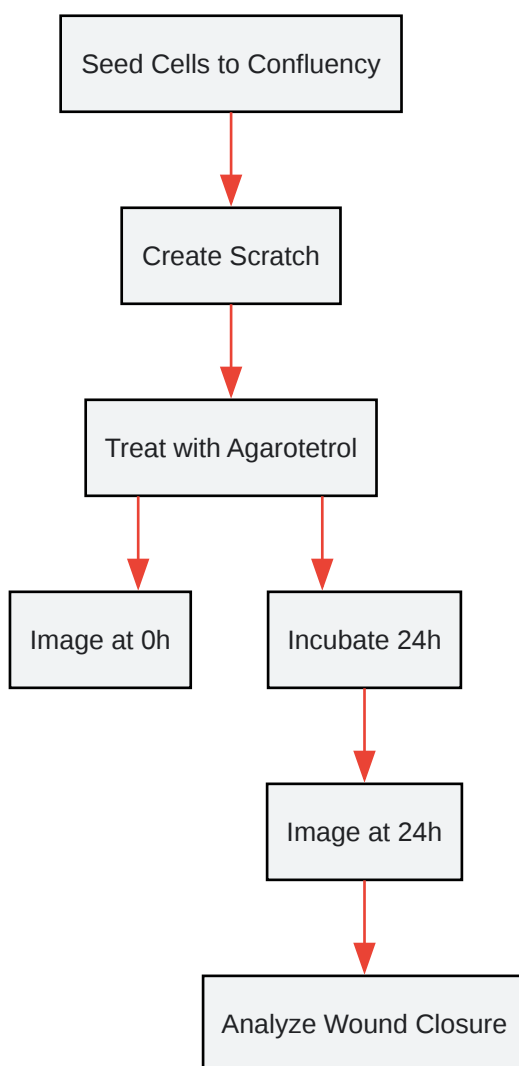 Seed Cells to Confluency
Create Scratch
Treat with Agarotetrol
Image at 0h
Incubate 24h
Image at 24h
Analyze Wound Closure